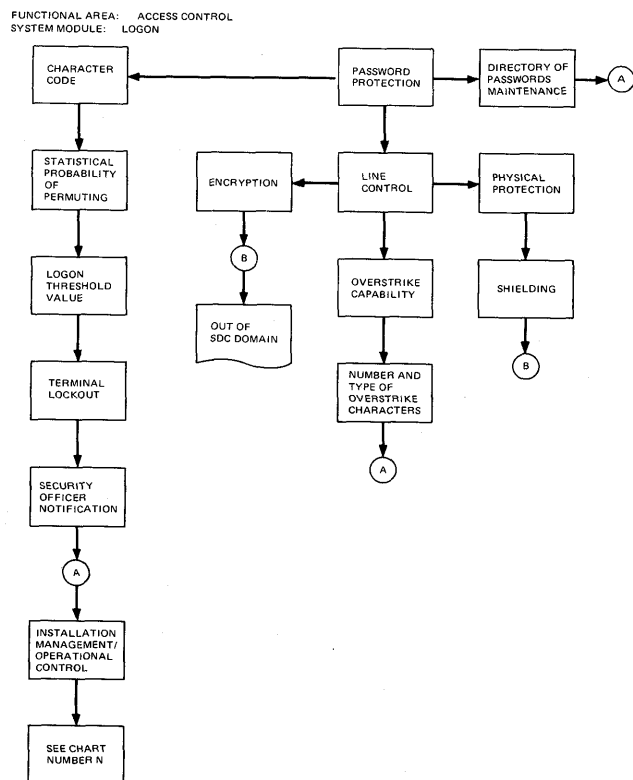 FUNCTIONAL AREA: ACCESS CONTROL
SYSTEM MODULE: LOGON
CHARACTER
CODE
PASSWORD
PROTECTION
DIRECTORY OF
PASSWORDS
MAINTENANCE
A
STATISTICAL
PROBABILITY
OF
PERMUTING
ENCRYPTION
LINE
CONTROL
PHYSICAL
PROTECTION
B
LOGON
THRESHOLD
VALUE
OVERSTRIKE
CAPABILITY
SHIELDING
OUT OF
SDC DOMAIN
B
TERMINAL
LOCKOUT
NUMBER AND
TYPE OF
OVERSTRIKE
CHARACTERS
A
SECURITY
OFFICER
NOTIFICATION
A
INSTALLATION
MANAGEMENT/
OPERATIONAL
CONTROL
SEE CHART
NUMBER N